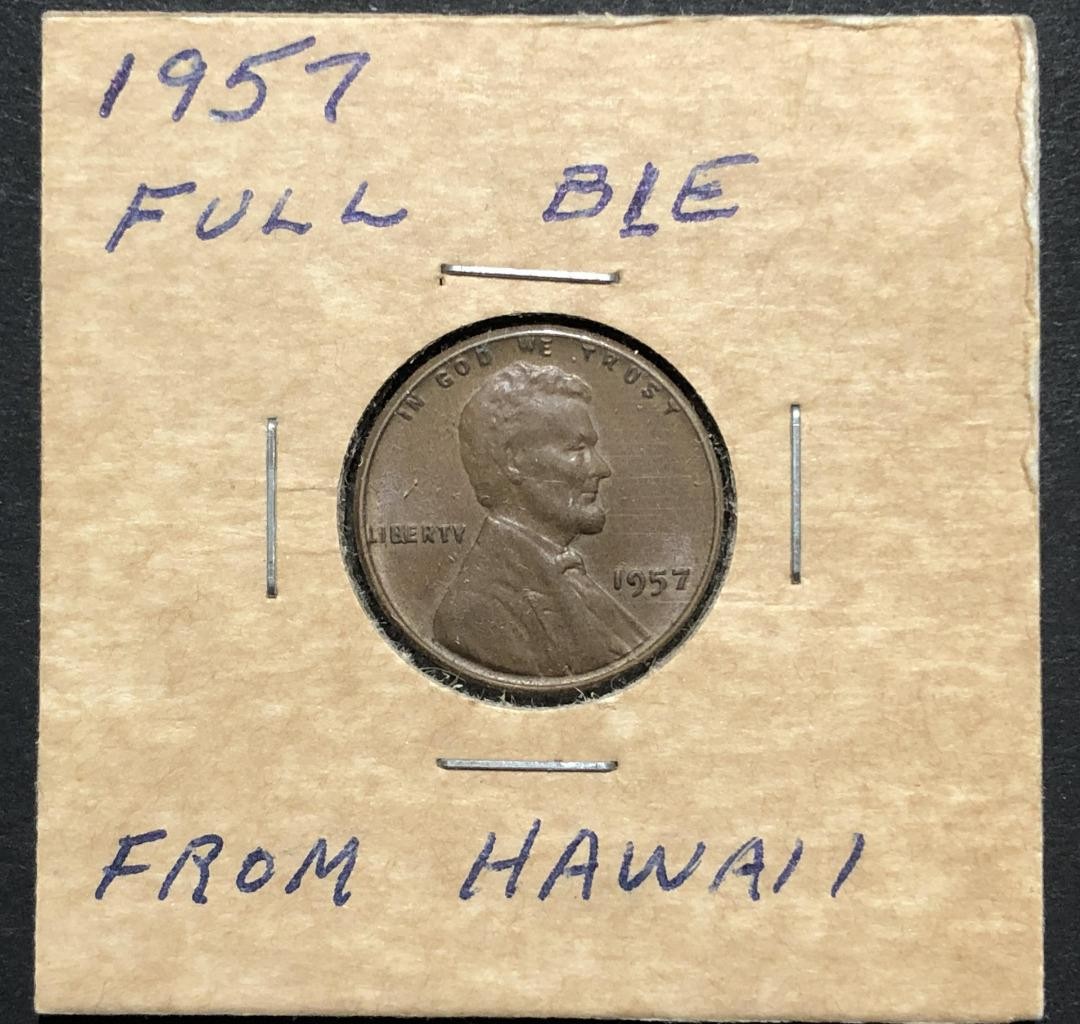 1957
FULL BIE
IN GOD WE TRUST
LIBERTY
1957
FROM HAWAII